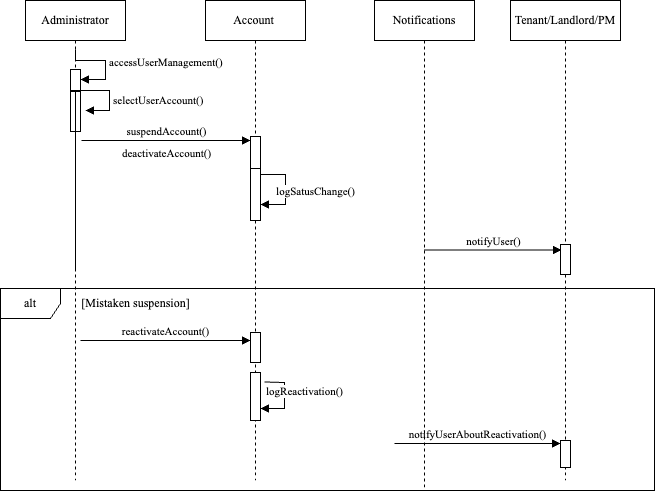 Administrator
Account
Notifications
Tenant/Landlord/PM
accessUserManagement()
selectUserAccount()
suspendAccount()
deactivateAccount()
logSatusChange()
notifyUser()
alt
[Mistaken suspension]
reactivateAccount()
logReactivation()
notifyUserAboutReactivation()